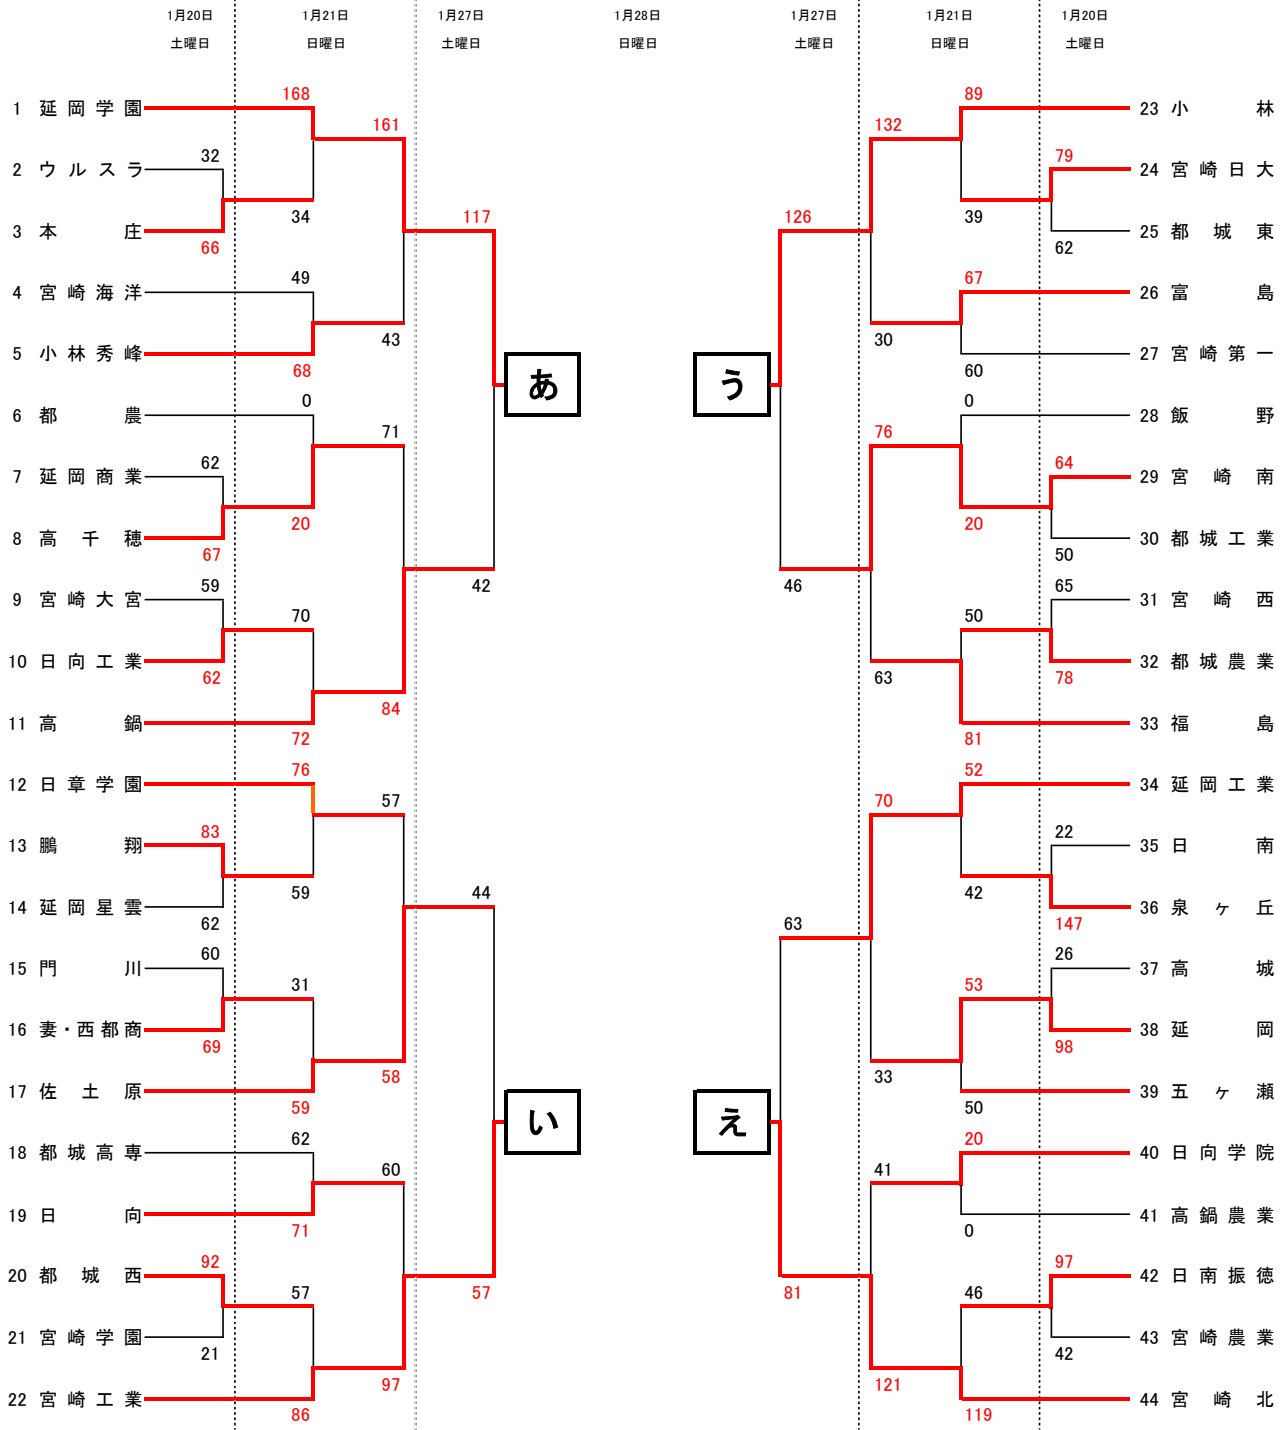 1月20日 1月21日 1月27日 1月28日 1月27日 1月21日 1月20日
土曜日 日曜日 土曜日 日曜日 土曜日 日曜日 土曜日
168 89
1 延岡学園 23 小林
161 132
32 79
2 ウルスラ 24 宮崎日大
34 117 126 39
3 本庄 25 都城東
66 62
49 67
4 宮崎海洋 26 富島
43 30
5 小林秀峰 27 宮崎第一
68 60
あ う
0 0
6 都農 28 飯野
71 76
62 64
7 延岡商業 29 宮崎南
20 20
8 高千穂 30 都城工業
67 50
59 42 46 65
9 宮崎大宮 31 宮崎西
70 50
10 日向工業 32 都城農業
62 63 78
84
11 高鍋 33 福島
72 81
76 52
12 日章学園 34 延岡工業
57 70
83 22
13 鵬翔 35 日南
59 44 42
14 延岡星雲 36 泉ヶ丘
62 63 147
60 26
15 門川 37 高城
31 53
16 妻・西都商 38 延岡
69 98
58 33
17 佐土原 39 五ヶ瀬
59 50
い え
62 20
18 都城高専 40 日向学院
60 41
19 日向 41 高鍋農業
71 0
92 97
20 都城西 42 日南振徳
57 57 81 46
21 宮崎学園 43 宮崎農業
21 42
97 121
22 宮崎工業 44 宮崎北
86 119